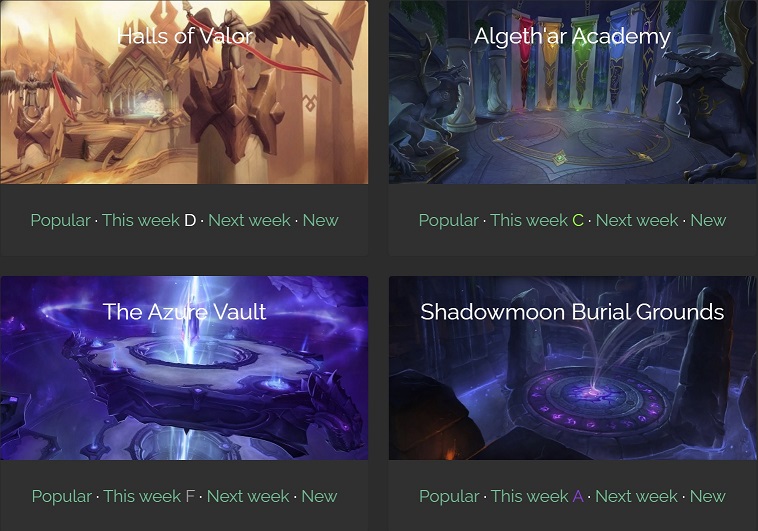 Halls of Valor
Algeth'ar Academy
Popular · This week D · Next week · New
Popular · This week C · Next week · New
The Azure Vault
Shadowmoon Burial Grounds
Popular · This week F · Next week · New
Popular · This week A · Next week · New